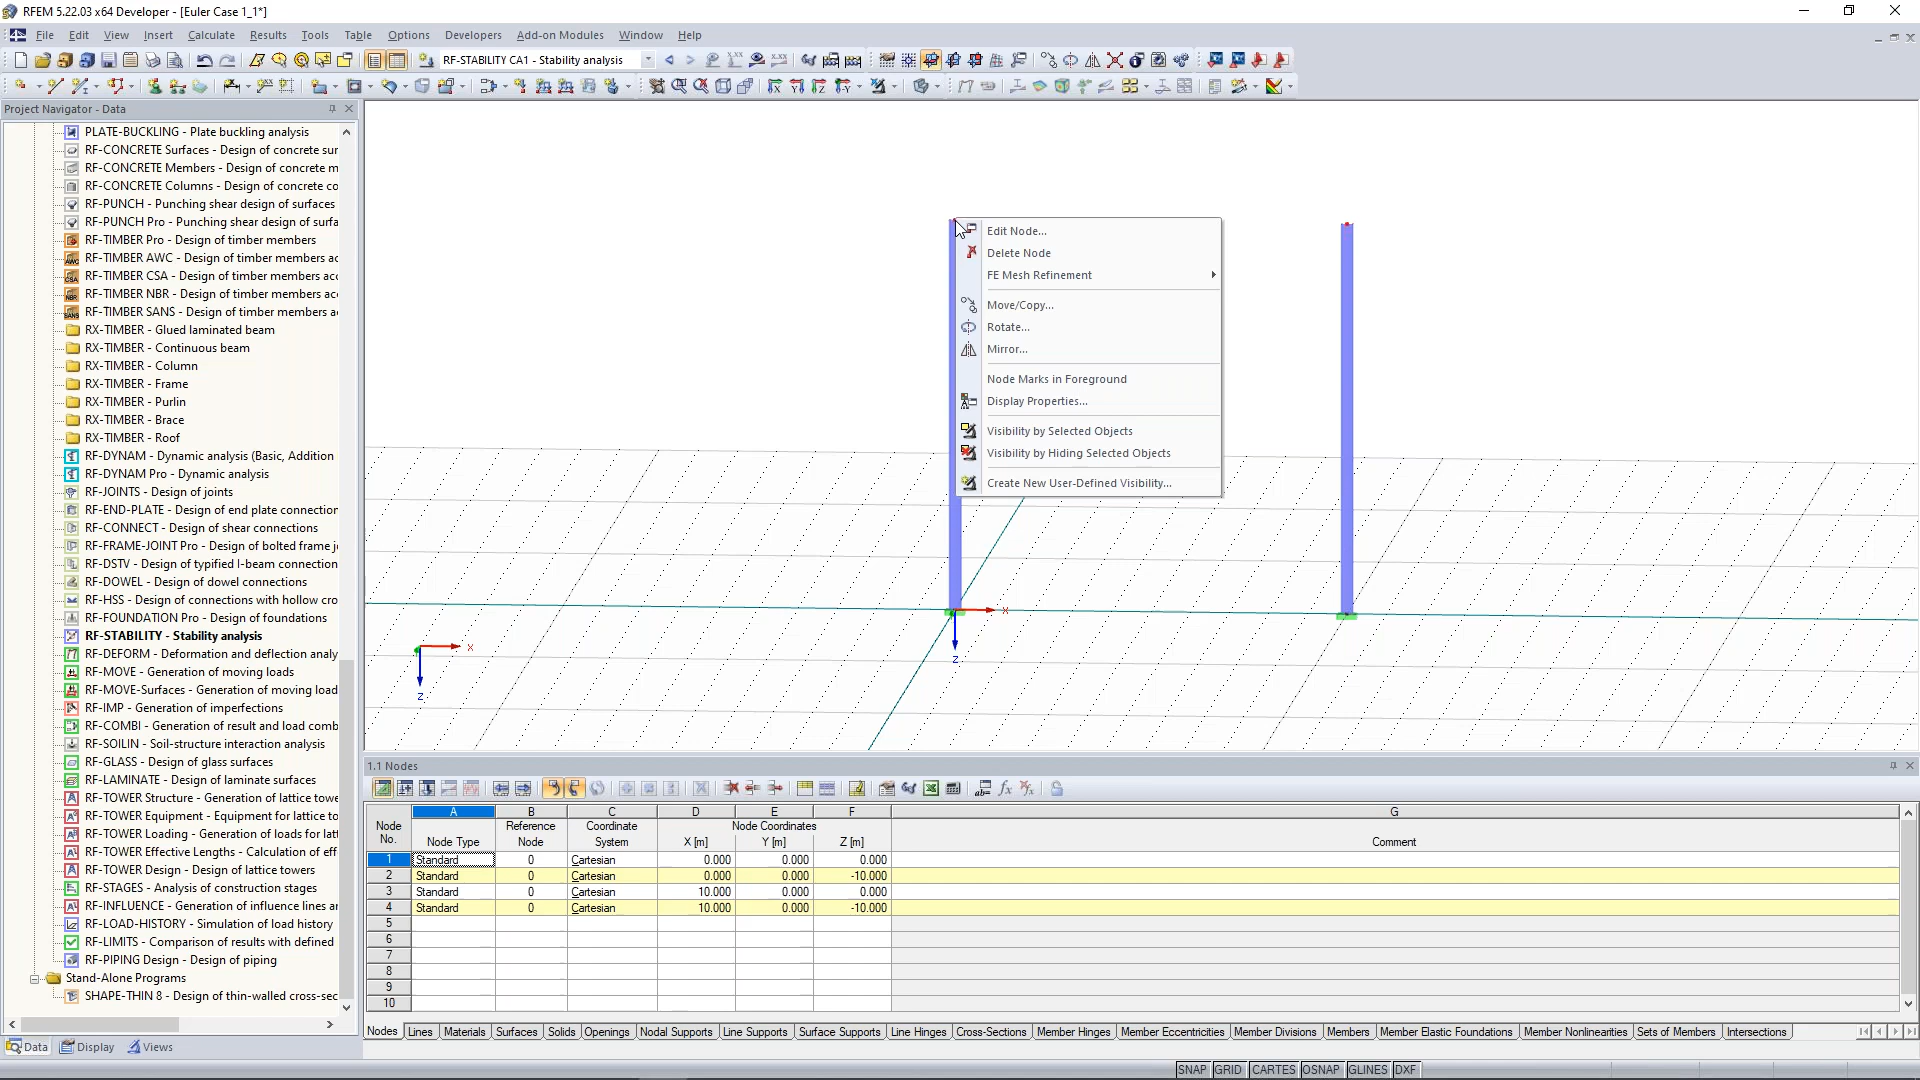 RFEM 5.22.03 x64 Developer - [Euler Case 1_1*]
File Edit View Insert Calculate Results Tools Table Options Developers Add-on Modules Window Help
RF-STABILITY CA1 - Stability analysis
Project Navigator - Data
PLATE-BUCKLING - Plate buckling analysis
RF-CONCRETE Surfaces - Design of concrete sur
RF-CONCRETE Members - Design of concrete m
RF-CONCRETE Columns - Design of concrete co
RF-PUNCH - Punching shear design of surfaces
RF-PUNCH Pro - Punching shear design of surfa
RF-TIMBER Pro - Design of timber members
RF-TIMBER AWC - Design of timber members ac
RF-TIMBER CSA - Design of timber members acc
RF-TIMBER NBR - Design of timber members acc
RF-TIMBER SANS - Design of timber members a
RX-TIMBER - Glued laminated beam
RX-TIMBER - Continuous beam
RX-TIMBER - Column
RX-TIMBER - Frame
RX-TIMBER - Purlin
RX-TIMBER - Brace
RX-TIMBER - Roof
RF-DYNAM - Dynamic analysis (Basic, Addition
RF-DYNAM Pro - Dynamic analysis
RF-JOINTS - Design of joints
RF-END-PLATE - Design of end plate connection
RF-CONNECT - Design of shear connections
RF-FRAME-JOINT Pro - Design of bolted frame j
RF-DSTV - Design of typified I-beam connection
RF-DOWEL - Design of dowel connections
RF-HSS - Design of connections with hollow cro
RF-FOUNDATION Pro - Design of foundations
RF-STABILITY - Stability analysis
RF-DEFORM - Deformation and deflection analy
RF-MOVE - Generation of moving loads
RF-MOVE-Surfaces - Generation of moving load
RF-IMP - Generation of imperfections
RF-COMBI - Generation of result and load comb
RF-SOILIN - Soil-structure interaction analysis
RF-GLASS - Design of glass surfaces
RF-LAMINATE - Design of laminate surfaces
RF-TOWER Structure - Generation of lattice towe
RF-TOWER Equipment - Equipment for lattice to
RF-TOWER Loading - Generation of loads for latt
RF-TOWER Effective Lengths - Calculation of eff
RF-TOWER Design - Design of lattice towers
RF-STAGES - Analysis of construction stages
RF-INFLUENCE - Generation of influence lines ar
RF-LOAD-HISTORY - Simulation of load history
RF-LIMITS - Comparison of results with defined
RF-PIPING Design - Design of piping
Stand-Alone Programs
SHAPE-THIN 8 - Design of thin-walled cross-sec
Data Display Views
Edit Node...
Delete Node
FE Mesh Refinement
Move/Copy...
Rotate...
Mirror...
Node Marks in Foreground
Display Properties...
Visibility by Selected Objects
Visibility by Hiding Selected Objects
Create New User-Defined Visibility...
X
Z
X
Z
1.1 Nodes
A B C D E F G
Node Reference Coordinate Node Coordinates
No. Node Type Node System X [m] Y [m] Z [m] Comment
1 Standard 0 Cartesian 0.000 0.000 0.000
2 Standard 0 Cartesian 0.000 0.000 -10.000
3 Standard 0 Cartesian 10.000 0.000 0.000
4 Standard 0 Cartesian 10.000 0.000 -10.000
5
6
7
8
9
10
Nodes Lines Materials Surfaces Solids Openings Nodal Supports Line Supports Surface Supports Line Hinges Cross-Sections Member Hinges Member Eccentricities Member Divisions Members Member Elastic Foundations Member Nonlinearities Sets of Members Intersections
SNAP GRID CARTES OSNAP GLINES DXF